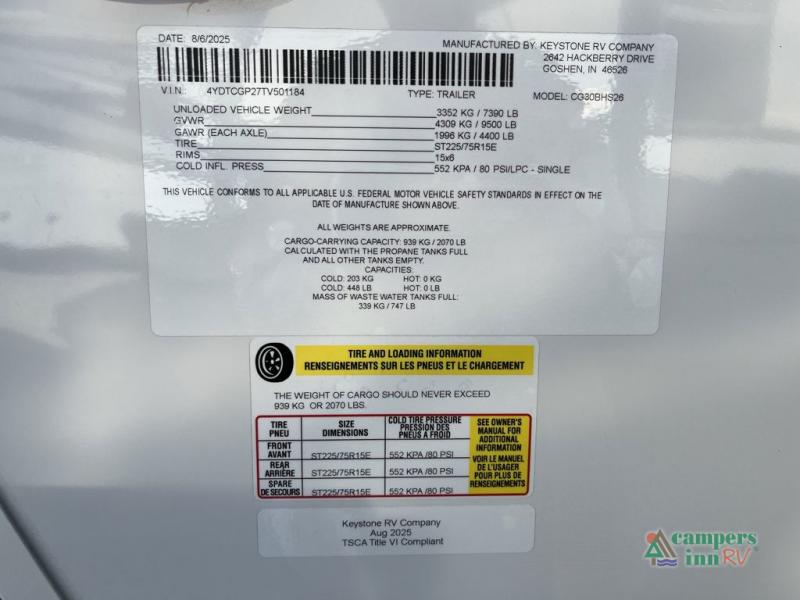 DATE: 8/6/2025
MANUFACTURED BY: KEYSTONE RV COMPANY
2642 HACKBERRY DRIVE
GOSHEN, IN 46526
V.I.N.: 4YDTCGP27TV501184 TYPE: TRAILER MODEL: CG30BHS26
UNLOADED VEHICLE WEIGHT 3352 KG / 7390 LB
GVWR 4309 KG / 9500 LB
GAWR (EACH AXLE) 1996 KG / 4400 LB
TIRE ST225/75R15E
RIMS 15x6
COLD INFL. PRESS 552 KPA / 80 PSI/LPC - SINGLE
THIS VEHICLE CONFORMS TO ALL APPLICABLE U.S. FEDERAL MOTOR VEHICLE SAFETY STANDARDS IN EFFECT ON THE
DATE OF MANUFACTURE SHOWN ABOVE.
ALL WEIGHTS ARE APPROXIMATE.
CARGO-CARRYING CAPACITY: 939 KG / 2070 LB
CALCULATED WITH THE PROPANE TANKS FULL
AND ALL OTHER TANKS EMPTY.
CAPACITIES:
COLD: 203 KG HOT: 0 KG
COLD: 448 LB HOT: 0 LB
MASS OF WASTE WATER TANKS FULL:
339 KG / 747 LB
TIRE AND LOADING INFORMATION
RENSEIGNEMENTS SUR LES PNEUS ET LE CHARGEMENT
THE WEIGHT OF CARGO SHOULD NEVER EXCEED
939 KG OR 2070 LBS.
TIRE
PNEU
SIZE
DIMENSIONS
COLD TIRE PRESSURE
PRESSION DES
PNEUS A FROID
FRONT
AVANT
ST225/75R15E
552 KPA /80 PSI
REAR
ARRIÈRE
ST225/75R15E
552 KPA /80 PSI
SPARE
DE SECOURS
ST225/75R15E
552 KPA /80 PSI
SEE OWNER'S
MANUAL FOR
ADDITIONAL
INFORMATION
VOIR LE MANUEL
DE L'USAGER
POUR PLUS DE
RENSEIGNEMENTS
Keystone RV Company
Aug 2025
TSCA Title VI Compliant
campers
inn RV